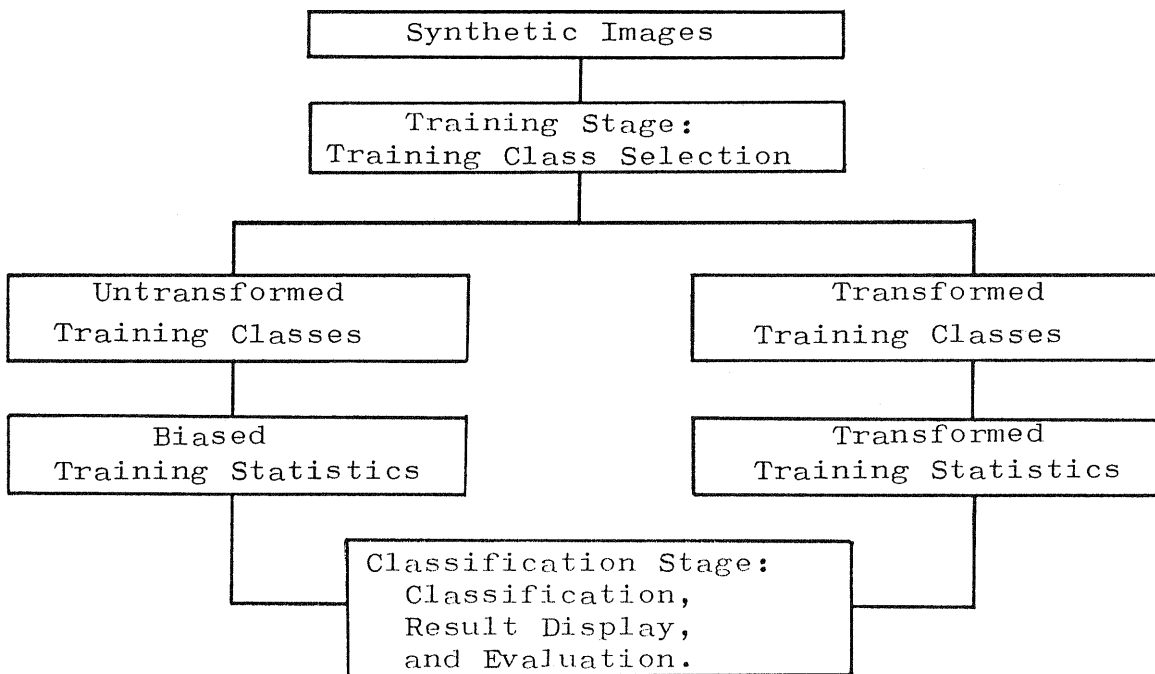 Synthetic Images
Training Stage:
Training Class Selection
Untransformed
Training Classes
Transformed
Training Classes
Biased
Training Statistics
Transformed
Training Statistics
Classification Stage:
Classification,
Result Display,
and Evaluation.